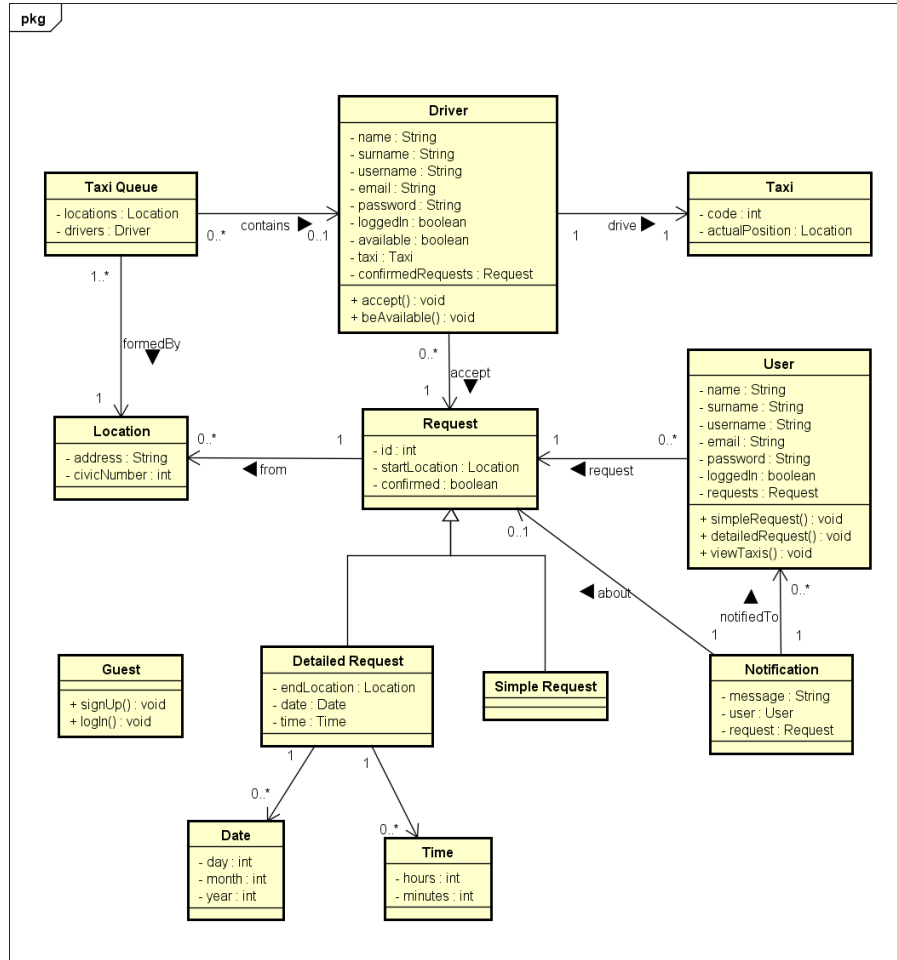 pkg
Driver
- name : String
- surname : String
- username : String
- email : String
- password : String
- loggedIn : boolean
- available : boolean
- taxi : Taxi
- confirmedRequests : Request
+ accept() : void
+ beAvailable() : void
Taxi Queue
- locations : Location
- drivers : Driver
0..*
contains
0..1
Taxi
- code : int
- actualPosition : Location
1
drive
1
1..*
formedBy
1
0..*
accept
1
User
- name : String
- surname : String
- username : String
- email : String
- password : String
- loggedIn : boolean
- requests : Request
+ simpleRequest() : void
+ detailedRequest() : void
+ viewTaxis() : void
Location
- address : String
- civicNumber : int
0..*
from
1
Request
- id : int
- startLocation : Location
- confirmed : boolean
1
request
0..*
0..1
about
1
0..*
notifiedTo
1
Guest
+ signUp() : void
+ logIn() : void
Detailed Request
- endLocation : Location
- date : Date
- time : Time
Simple Request
Notification
- message : String
- user : User
- request : Request
1
0..*
1
0..*
Date
- day : int
- month : int
- year : int
Time
- hours : int
- minutes : int